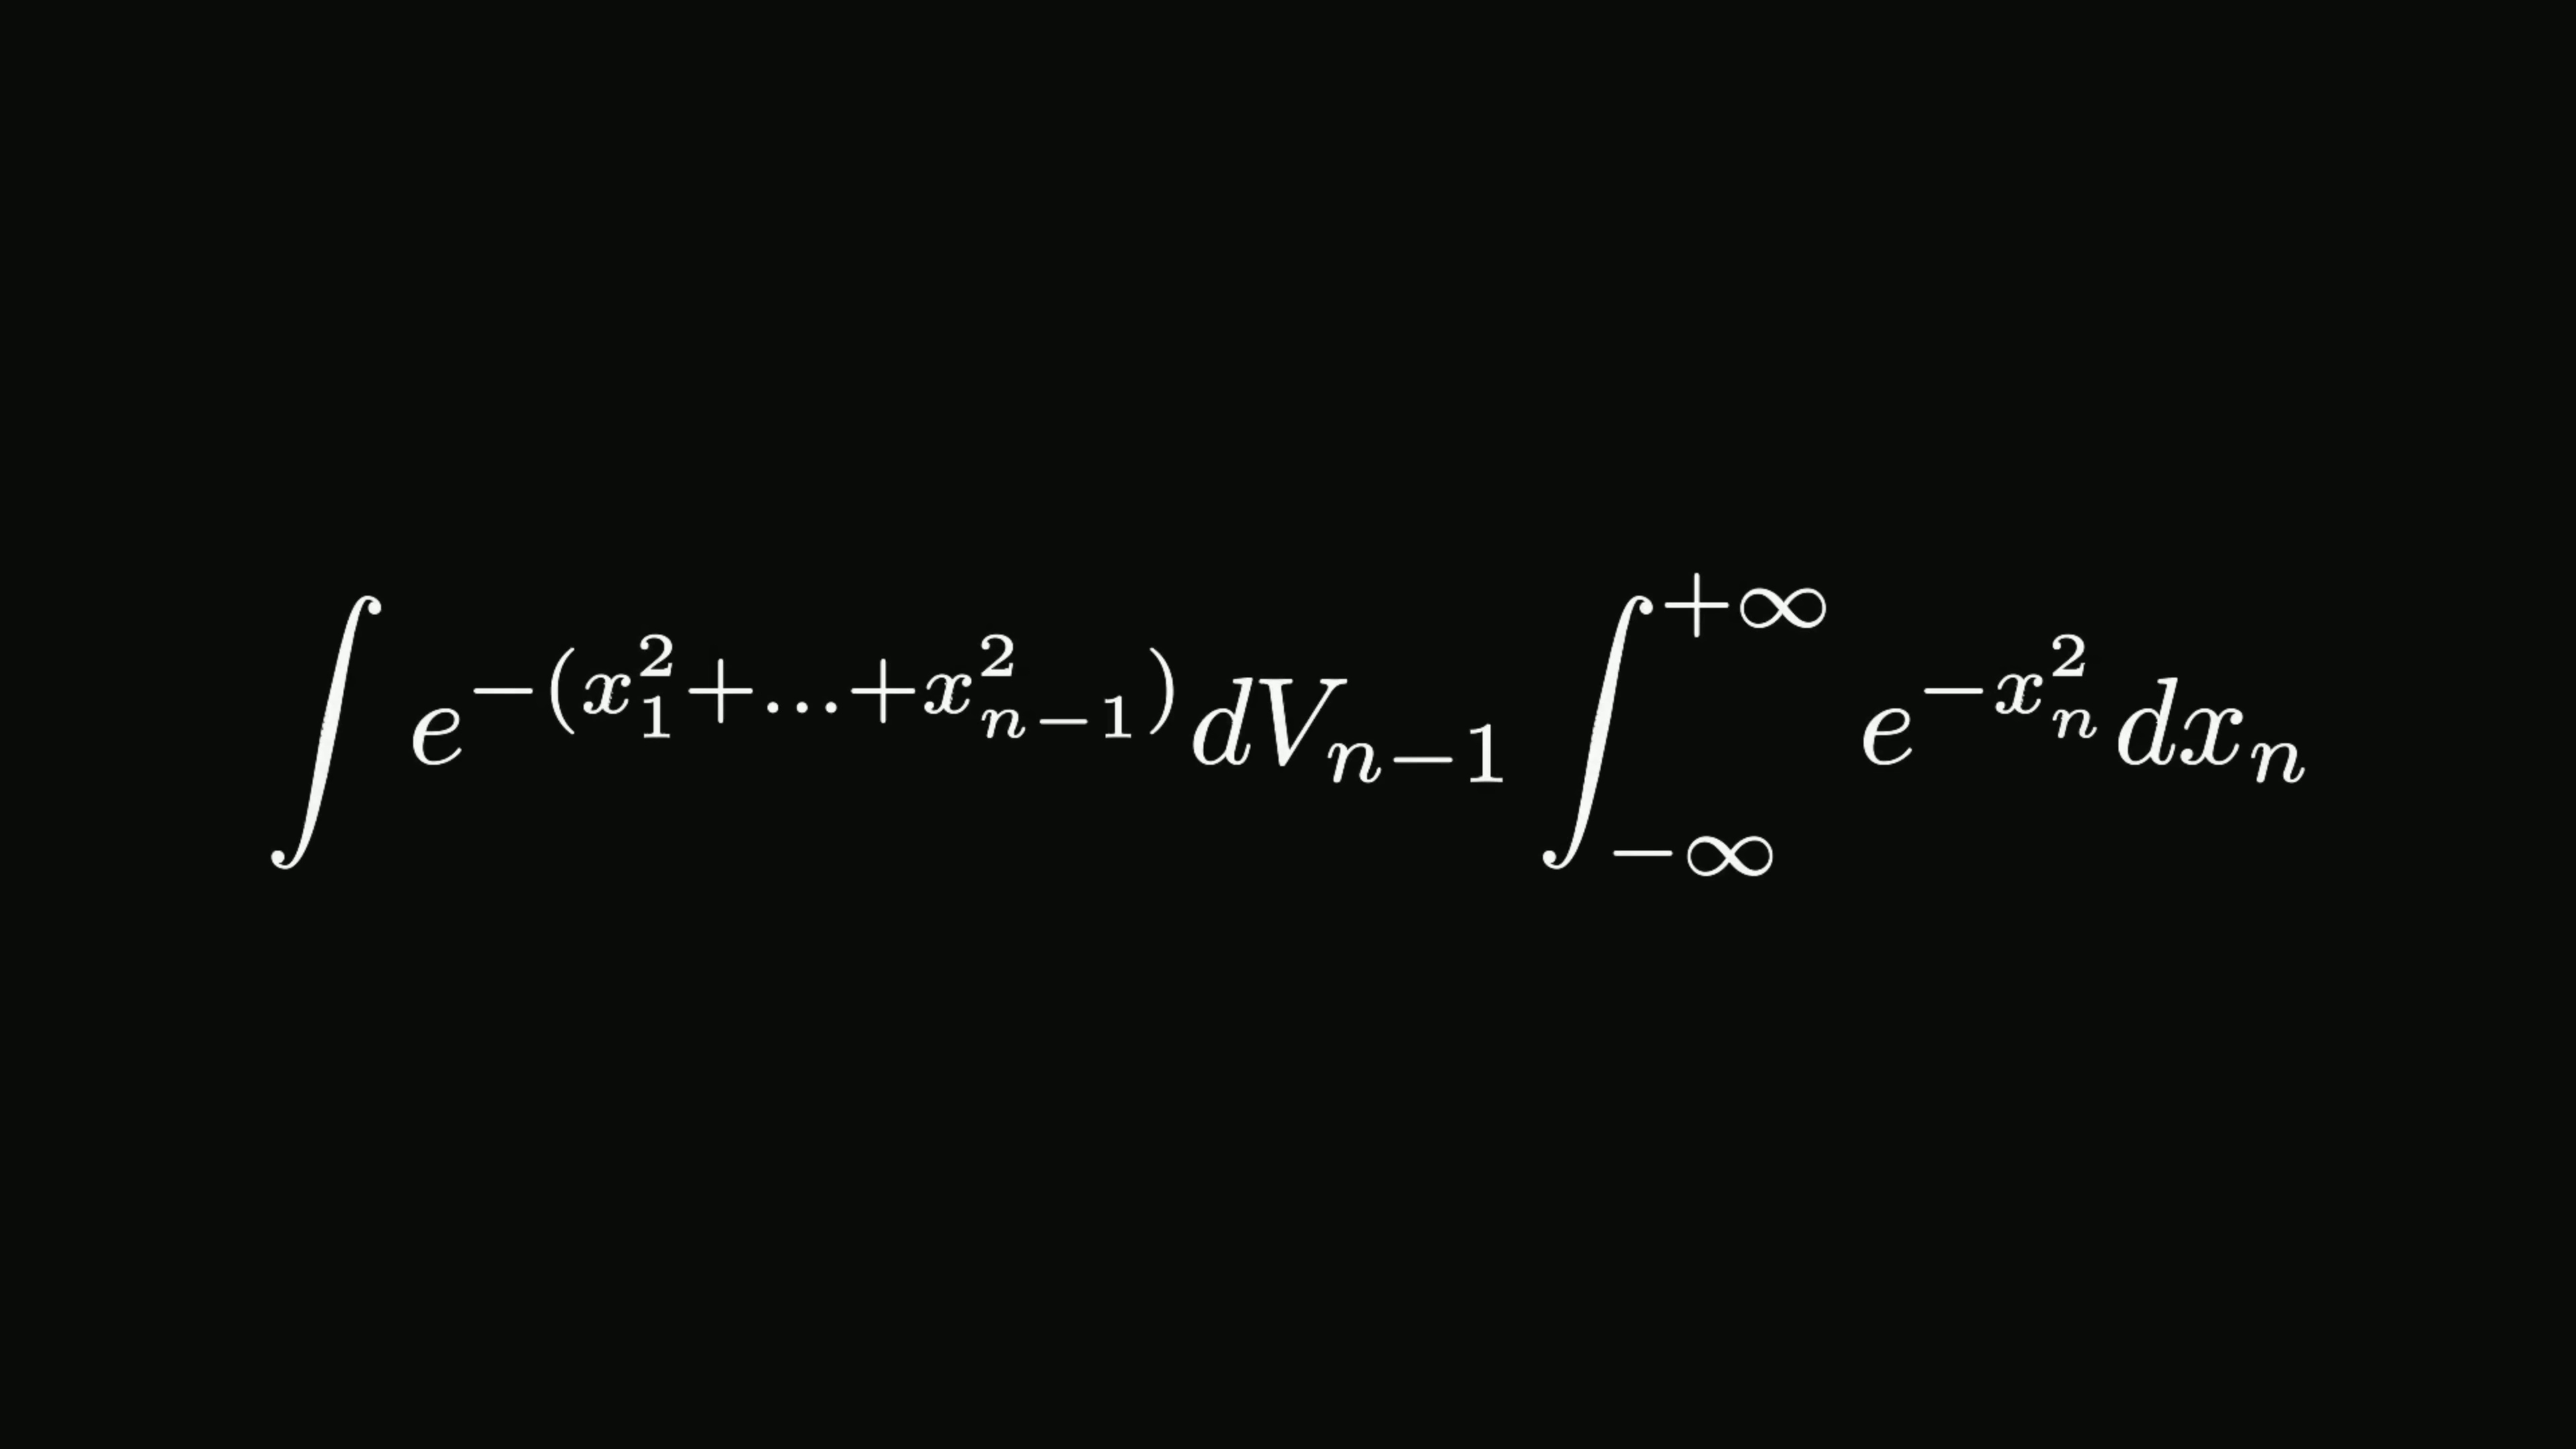 ∫ e^{-(x_1^2+...+x_{n-1}^2)} dV_{n-1} ∫_{-∞}^{+∞} e^{-x_n^2} dx_n